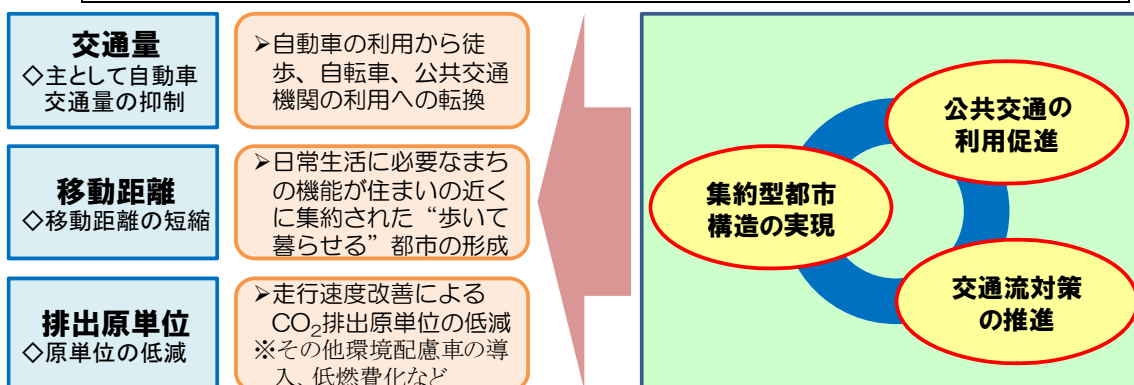 交通量
◇主として自動車
交通量の抑制
➢自動車の利用から徒
歩、自転車、公共交通
機関の利用への転換
移動距離
◇移動距離の短縮
➢日常生活に必要なまち
の機能が住まいの近く
に集約された“歩いて
暮らせる”都市の形成
排出原単位
◇原単位の低減
➢走行速度改善による
CO₂排出原単位の低減
※その他環境配慮車の導
入、低燃費化など
公共交通の
利用促進
集約型都市
構造の実現
交通流対策
の推進